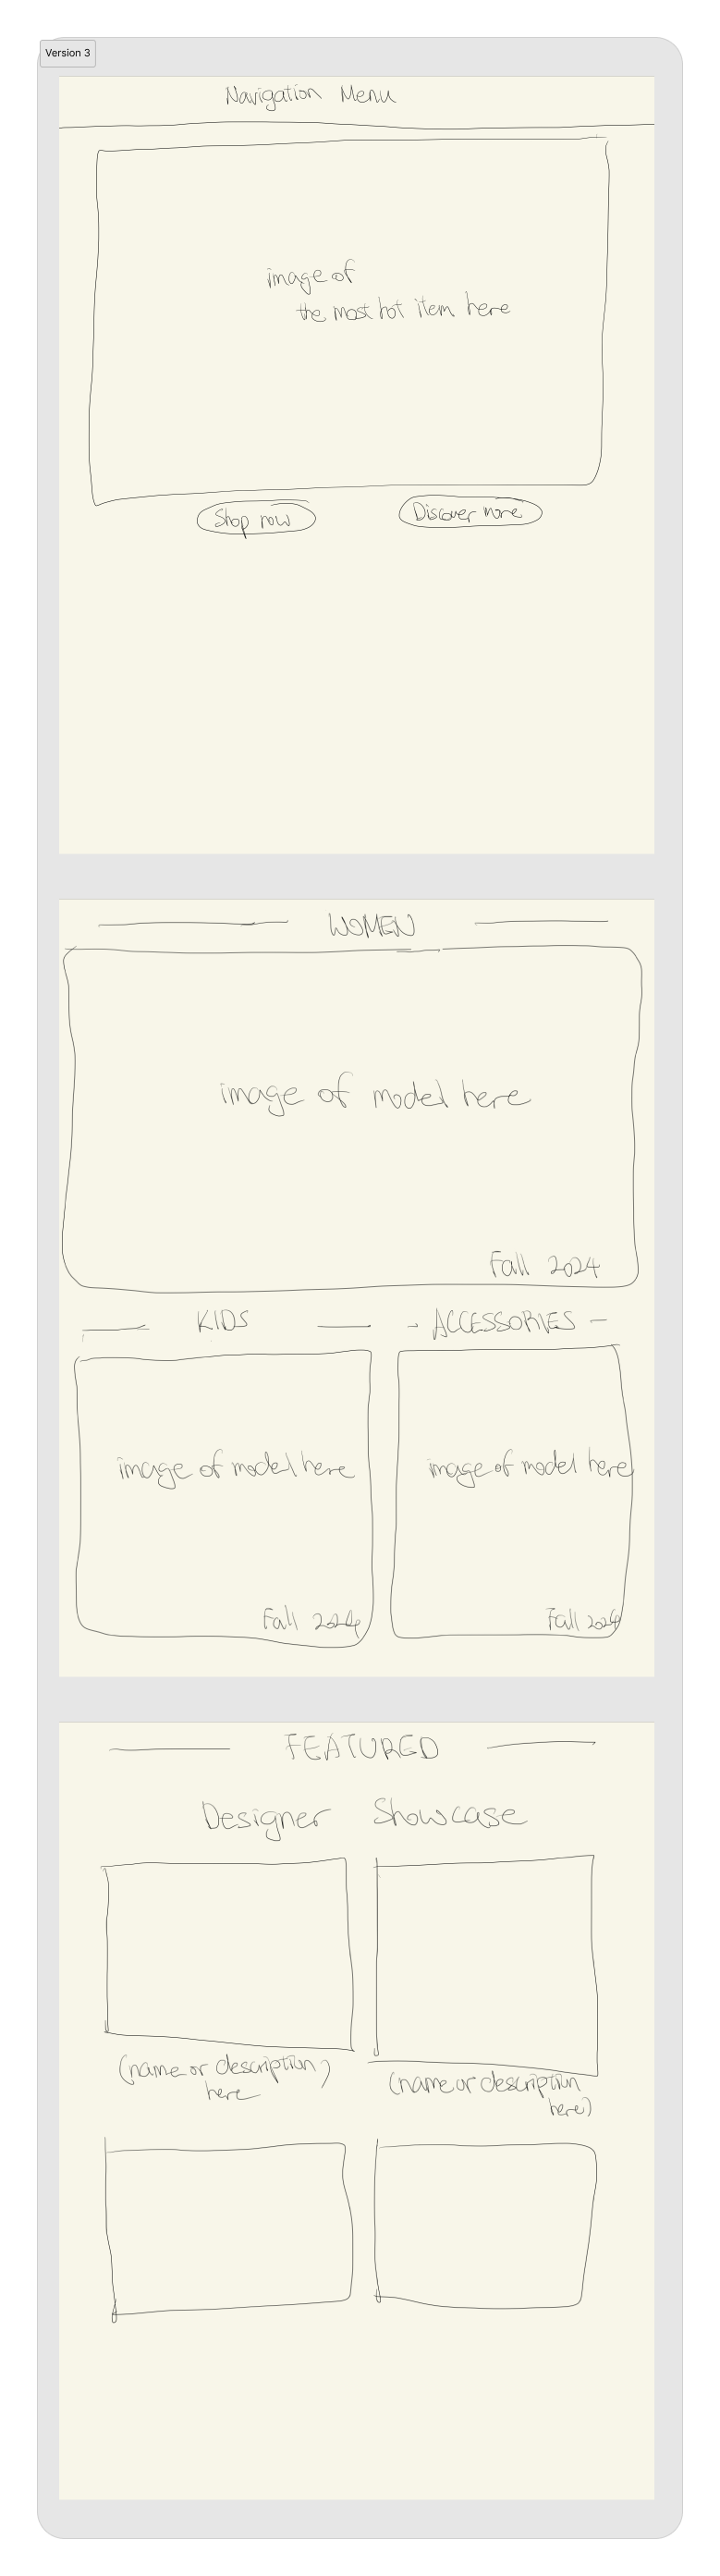 Version 3
Navigation Menu
image of
the most hot item here
Shop now
Discover more
WOMEN
image of model here
Fall 2024
KIDS
ACCESSORIES
image of model here
image of model here
Fall 2024
Fall 2024
FEATURED
Designer Showcase
(name or description)
here
(name or description
here)